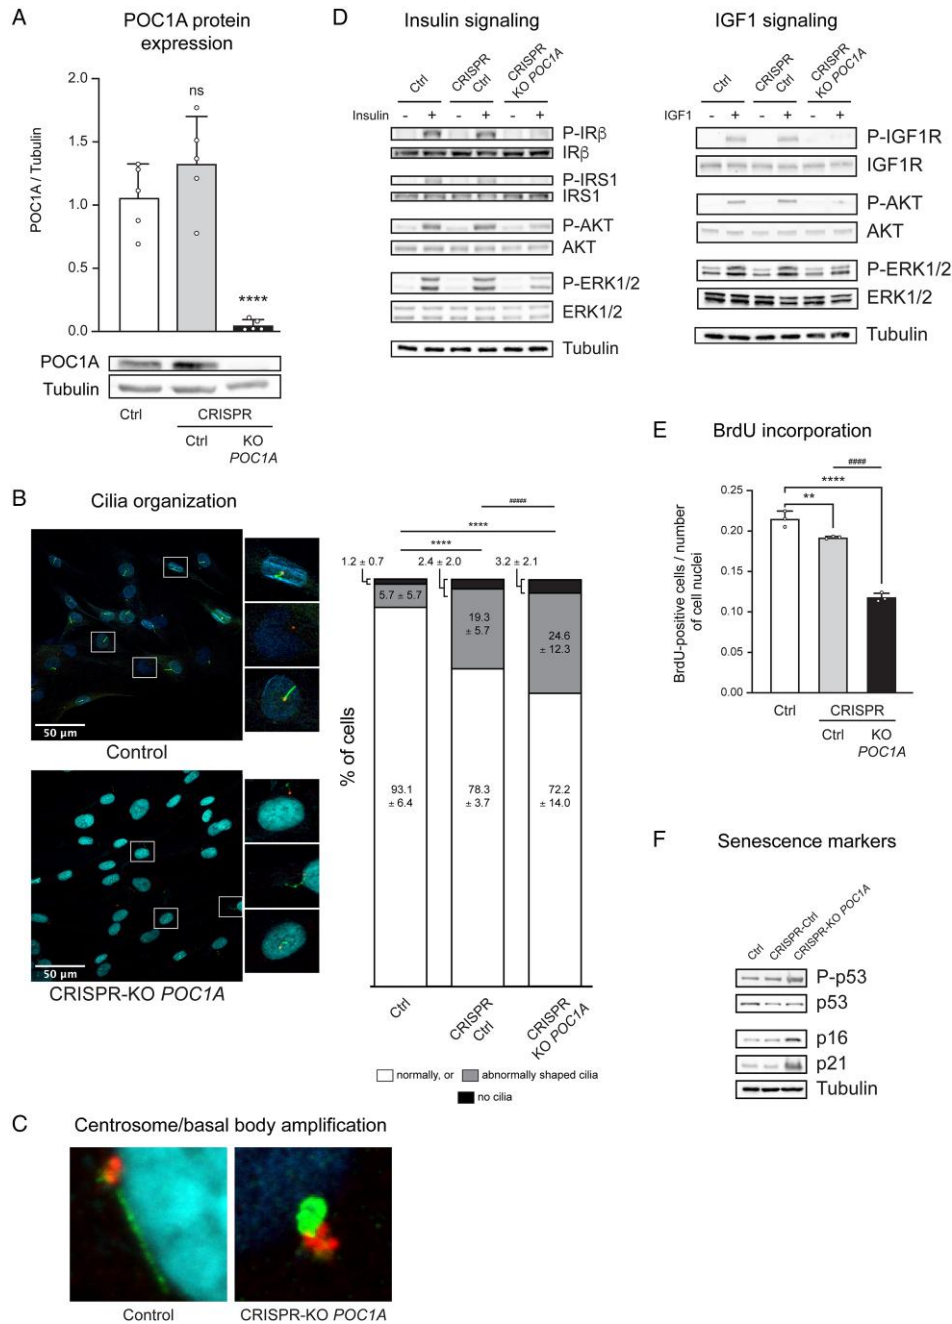 A
POC1A protein
expression
POC1A / Tubulin
2.0
1.5
1.0
0.5
0.0
ns
****
POC1A
Tubulin
Ctrl
CRISPR
Ctrl
KO
POC1A
B
Cilia organization
50 µm
Control
50 µm
CRISPR-KO POC1A
% of cells
#####
****
****
1.2 ± 0.7
2.4 ± 2.0
3.2 ± 2.1
5.7 ± 5.7
19.3
± 5.7
24.6
± 12.3
93.1
± 6.4
78.3
± 3.7
72.2
± 14.0
Ctrl
CRISPR
Ctrl
CRISPR
KO POC1A
normally, or
abnormally shaped cilia
no cilia
C
Centrosome/basal body amplification
Control
CRISPR-KO POC1A
D
Insulin signaling
Ctrl
CRISPR
Ctrl
CRISPR
KO POC1A
Insulin - + - + - +
P-IRβ
IRβ
P-IRS1
IRS1
P-AKT
AKT
P-ERK1/2
ERK1/2
Tubulin
IGF1 signaling
Ctrl
CRISPR
Ctrl
CRISPR
KO POC1A
IGF1 - + - + - +
P-IGF1R
IGF1R
P-AKT
AKT
P-ERK1/2
ERK1/2
Tubulin
E
BrdU incorporation
BrdU-positive cells / number
of cell nuclei
0.25
0.20
0.15
0.10
0.05
0.00
####
****
**
Ctrl
CRISPR
Ctrl
KO
POC1A
F
Senescence markers
Ctrl
CRISPR-Ctrl
CRISPR-KO POC1A
P-p53
p53
p16
p21
Tubulin